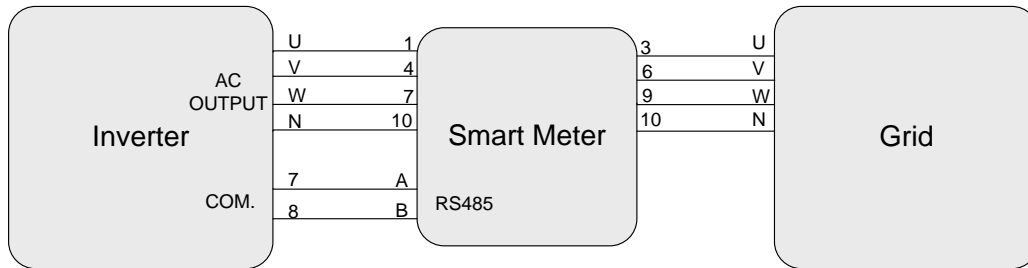 U 1 3 U
V 4 6 V
AC
OUTPUT
W 7 9 W
N 10 10 N
Inverter Smart Meter Grid
7 A
COM. RS485
8 B